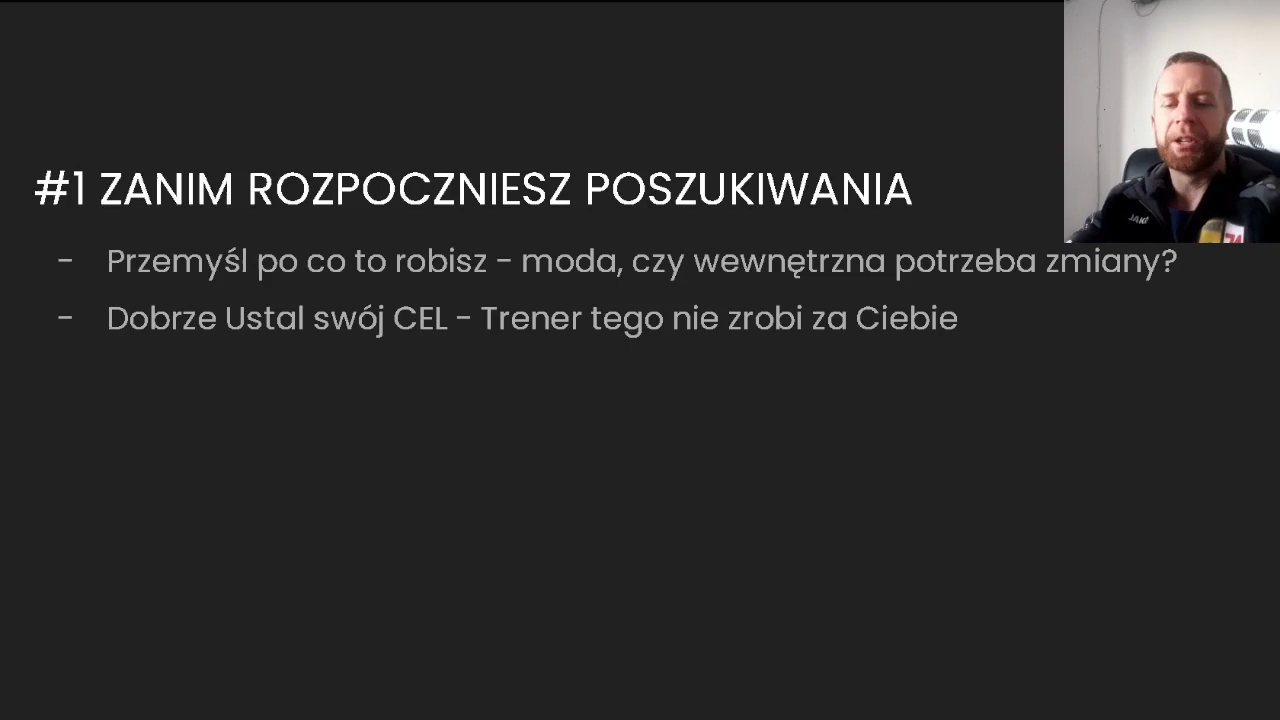 #1 ZANIM ROZPOCZNIESZ POSZUKIWANIA
- Przemyśl po co to robisz - moda, czy wewnętrzna potrzeba zmiany?
- Dobrze Ustal swój CEL - Trener tego nie zrobi za Ciebie
JAKO